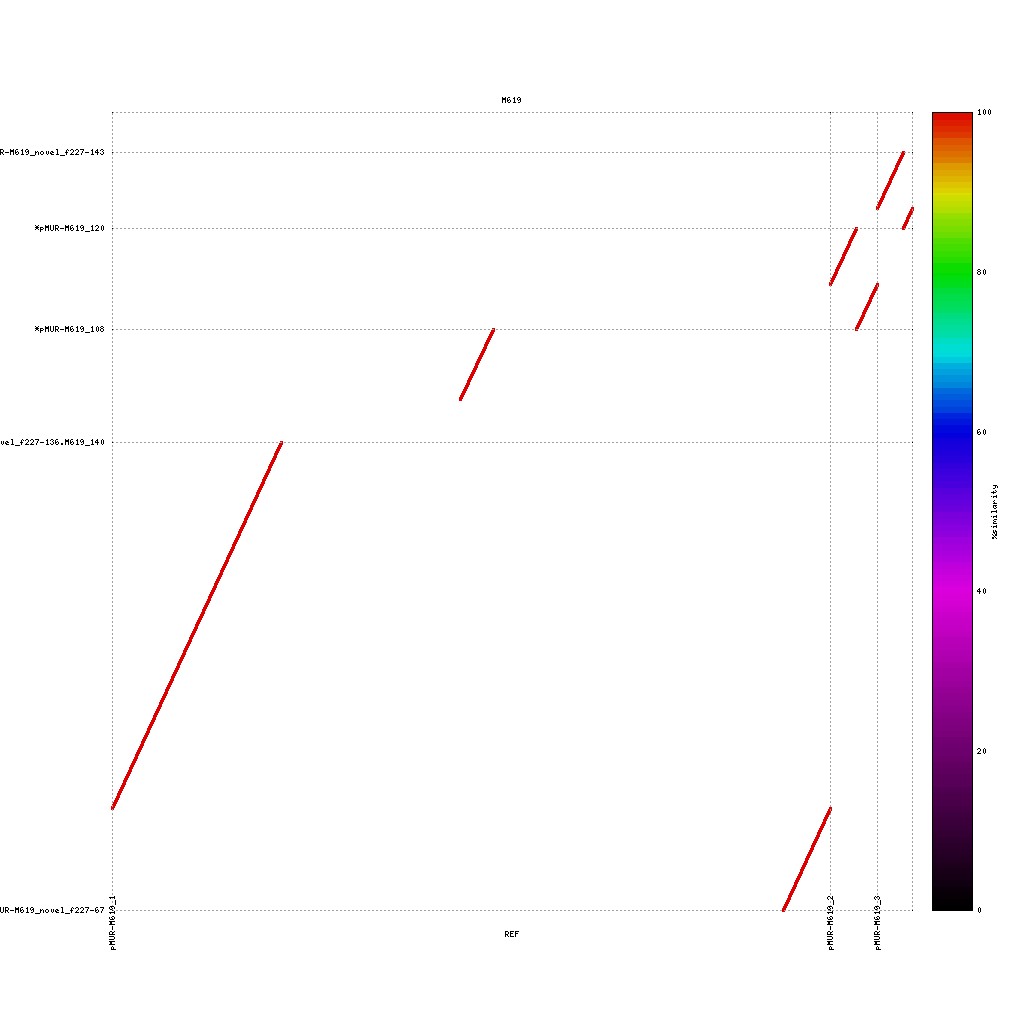 M619
R-M619_novel_f227-143
*pMUR-M619_120
*pMUR-M619_108
vel_f227-136.M619_140
UR-M619_novel_f227-67
pMUR-M619_1
pMUR-M619_2
pMUR-M619_3
REF
100
80
60
40
20
0
%similarity